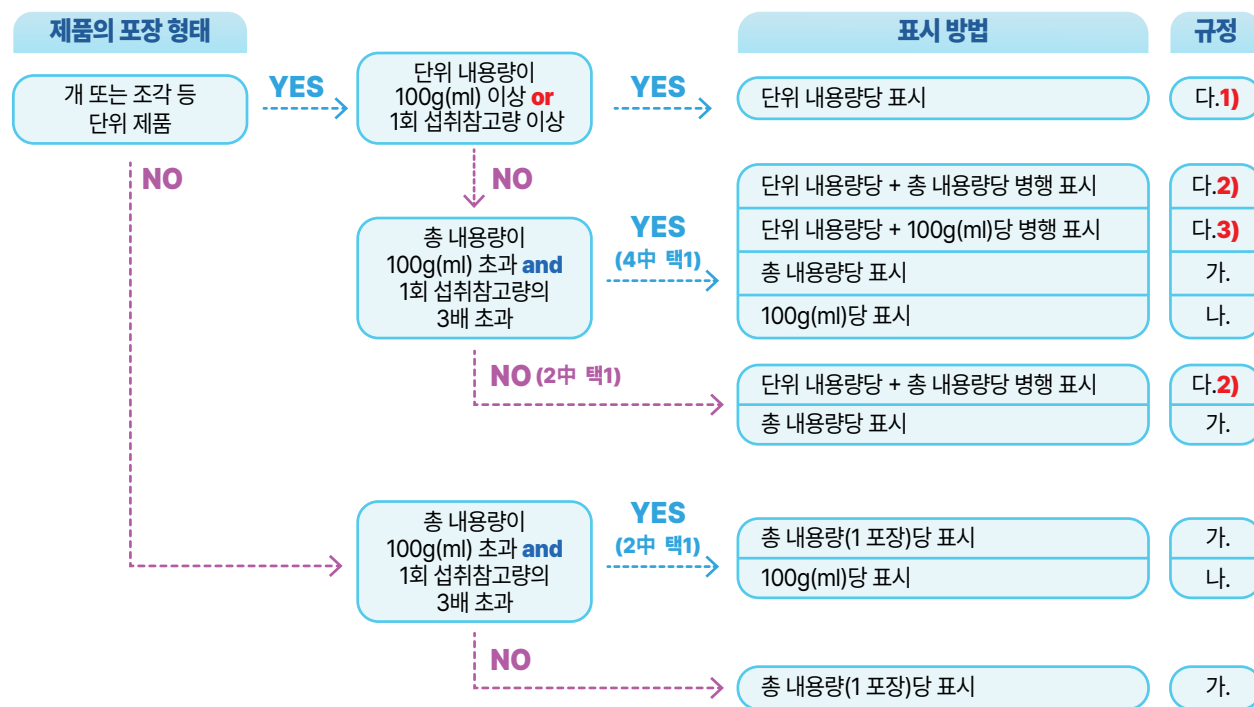 제품의 포장 형태
표시 방법
규정
개 또는 조각 등
단위 제품
YES
단위 내용량이
100g(ml) 이상 or
1회 섭취참고량 이상
YES
단위 내용량당 표시
다.1)
NO
NO
총 내용량이
100g(ml) 초과 and
1회 섭취참고량의
3배 초과
YES
(4中 택1)
단위 내용량당 + 총 내용량당 병행 표시
다.2)
단위 내용량당 + 100g(ml)당 병행 표시
다.3)
총 내용량당 표시
가.
100g(ml)당 표시
나.
NO (2中 택1)
단위 내용량당 + 총 내용량당 병행 표시
다.2)
총 내용량당 표시
가.
총 내용량이
100g(ml) 초과 and
1회 섭취참고량의
3배 초과
YES
(2中 택1)
총 내용량(1 포장)당 표시
가.
100g(ml)당 표시
나.
NO
총 내용량(1 포장)당 표시
가.